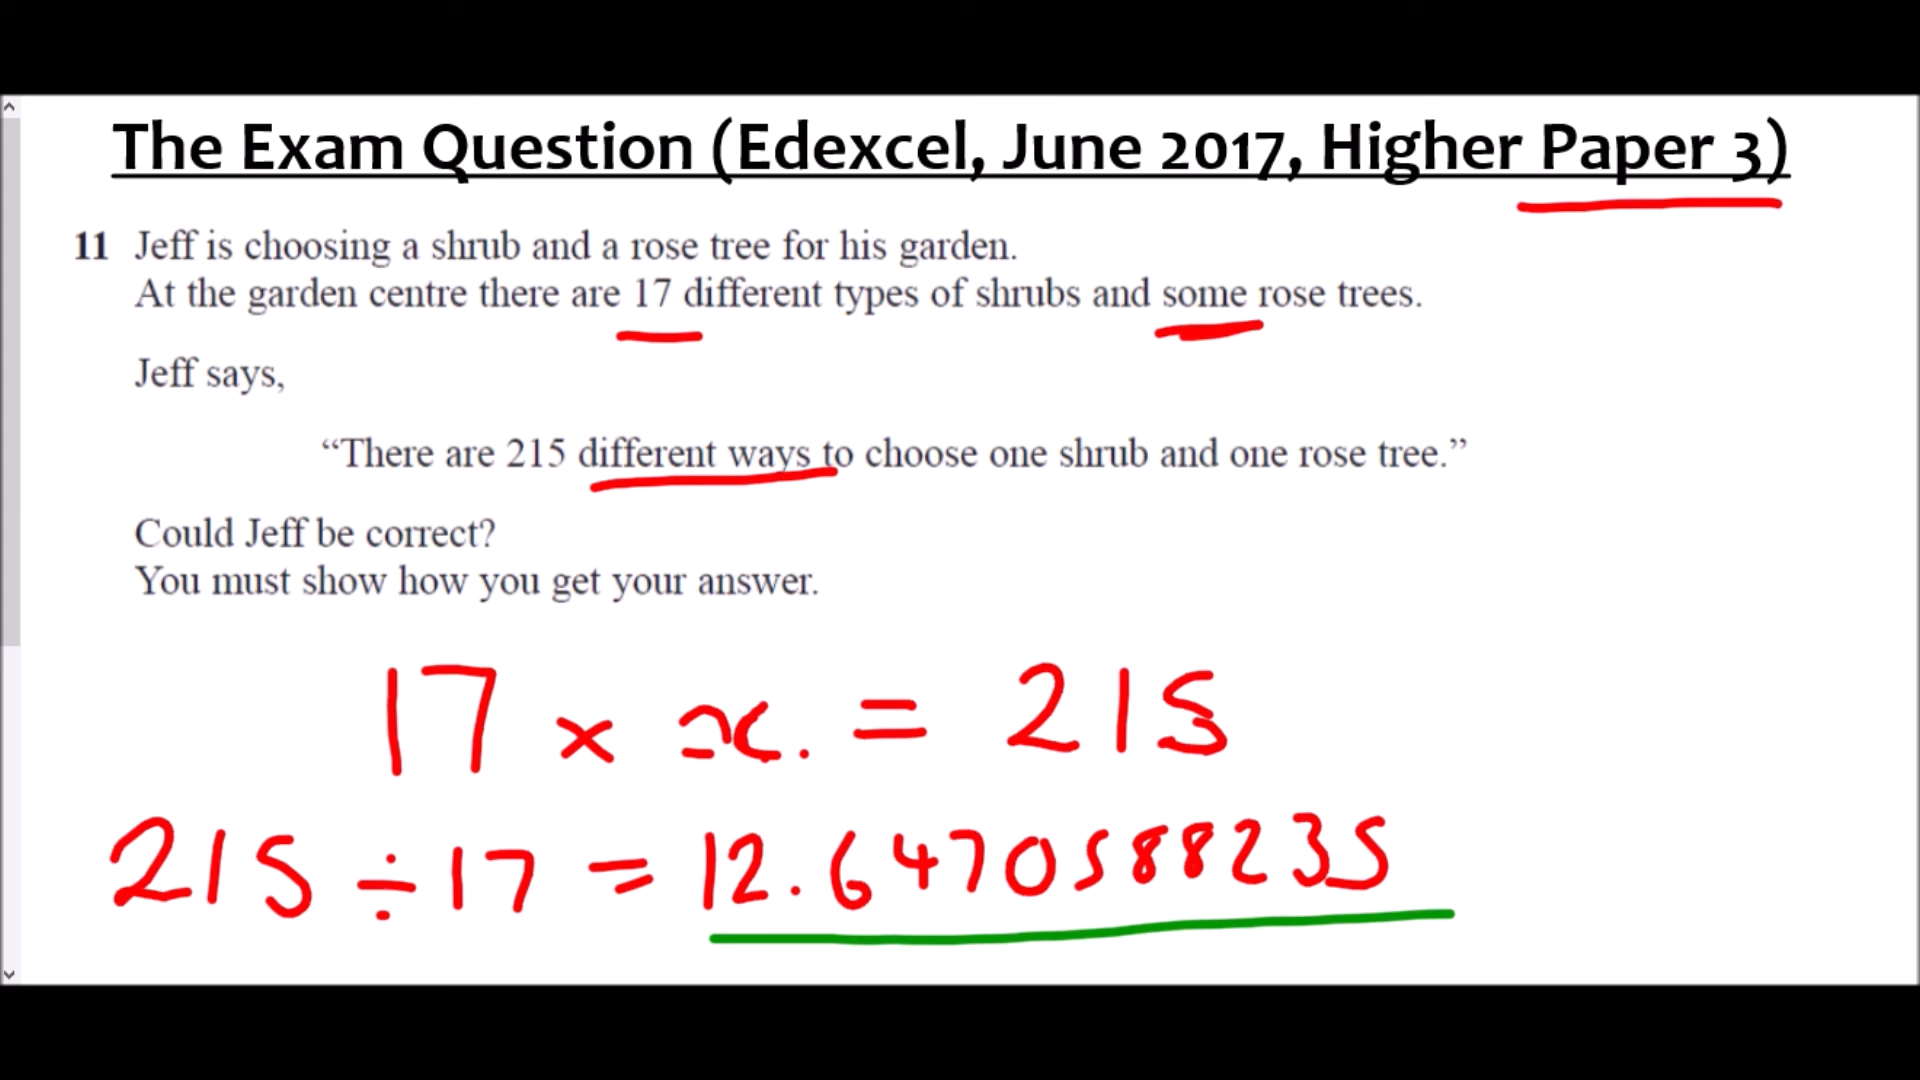 The Exam Question (Edexcel, June 2017, Higher Paper 3)
11 Jeff is choosing a shrub and a rose tree for his garden.
At the garden centre there are 17 different types of shrubs and some rose trees.
Jeff says,
“There are 215 different ways to choose one shrub and one rose tree.”
Could Jeff be correct?
You must show how you get your answer.
17 × x. = 215
215 ÷ 17 = 12.6470588235